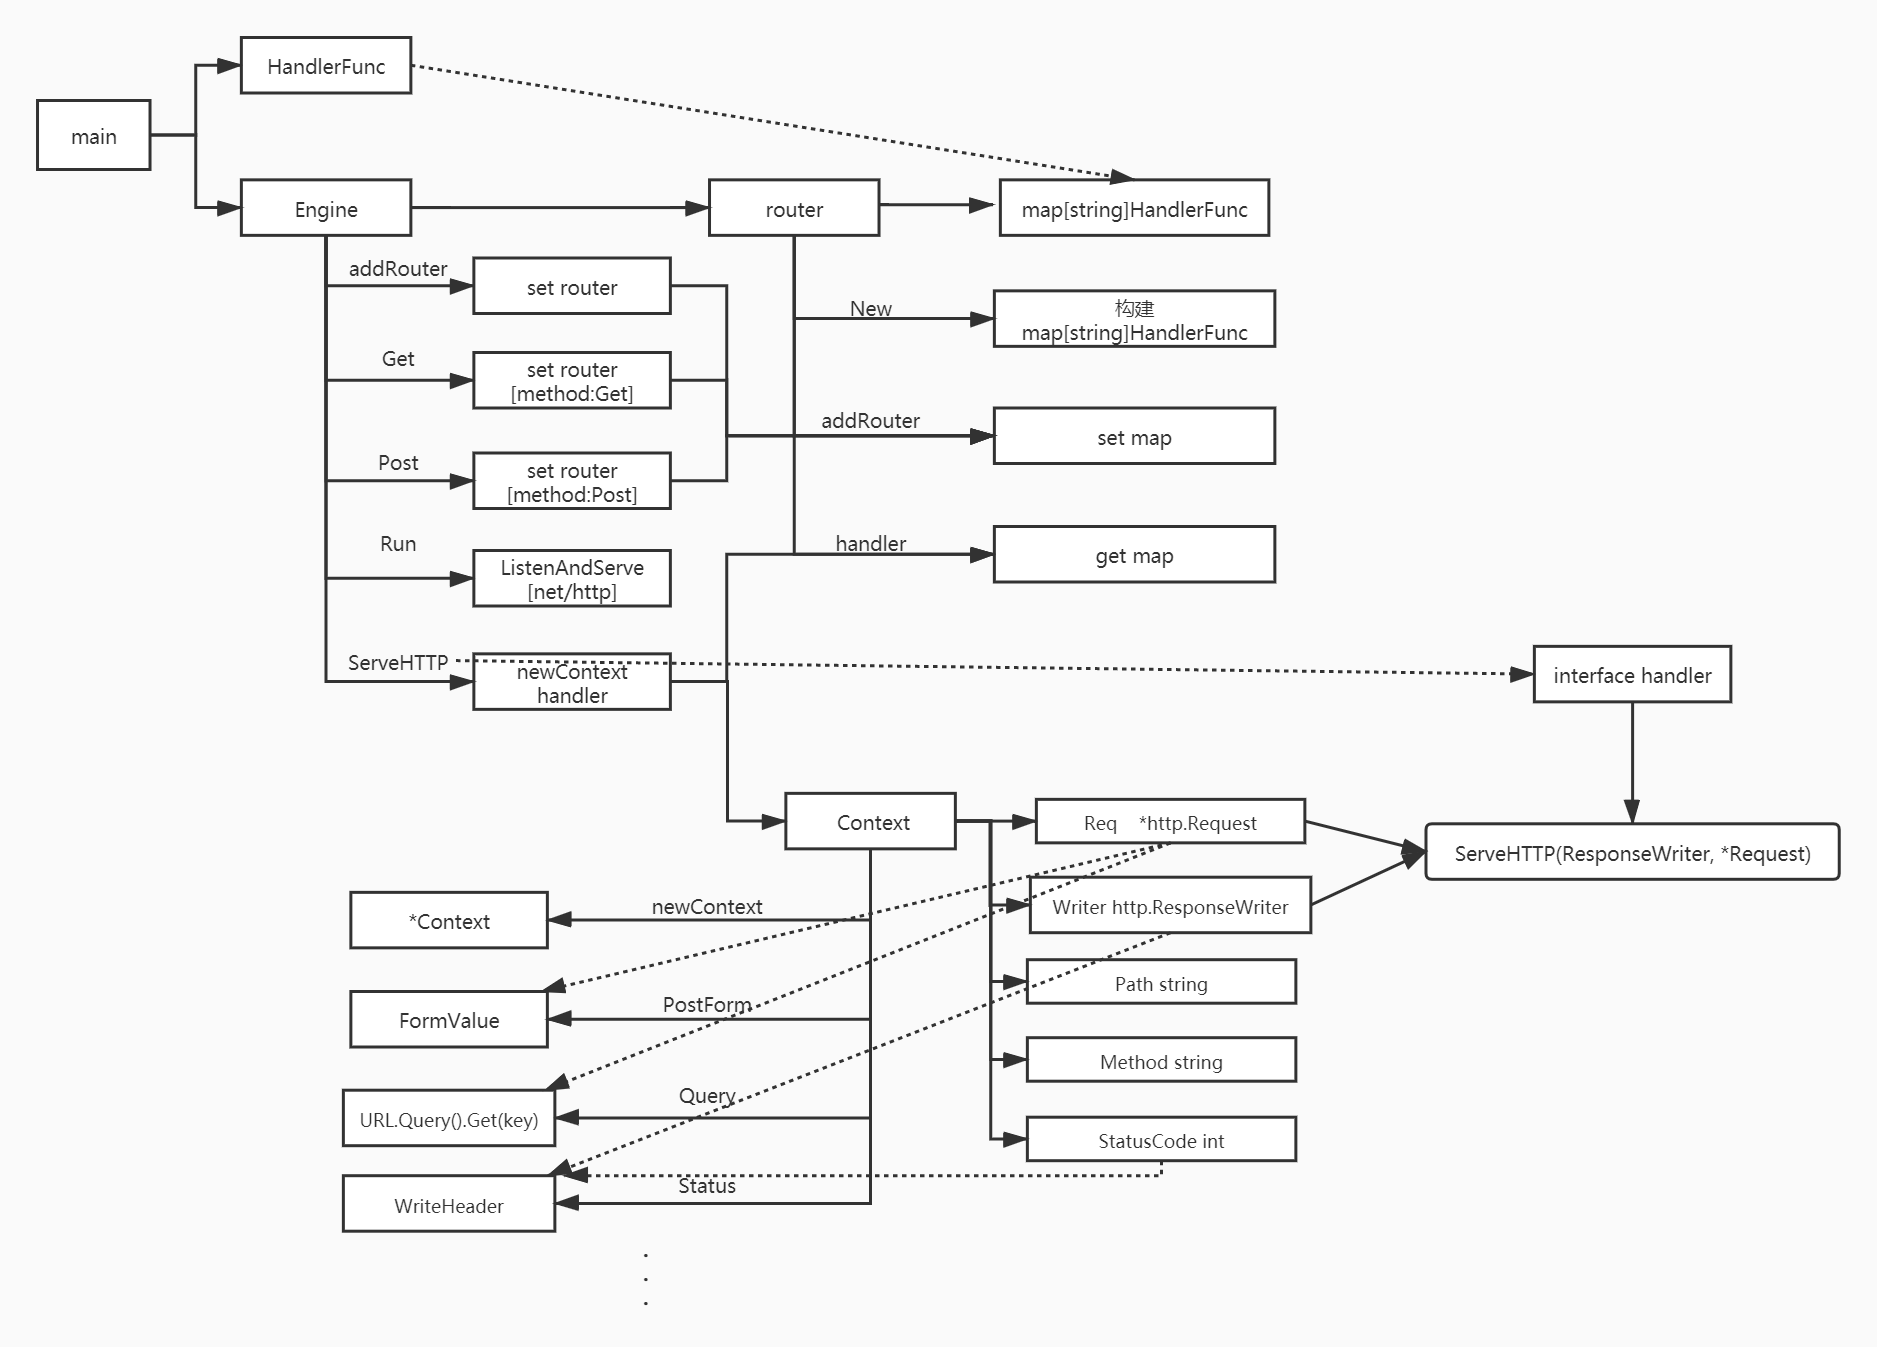 HandlerFunc
main
Engine
router
map[string]HandlerFunc
addRouter
set router
New
构建
map[string]HandlerFunc
Get
set router
[method:Get]
addRouter
set map
Post
set router
[method:Post]
Run
ListenAndServe
[net/http]
handler
get map
ServeHTTP
newContext
handler
interface handler
Context
Req *http.Request
ServeHTTP(ResponseWriter, *Request)
newContext
*Context
Writer http.ResponseWriter
Path string
PostForm
FormValue
Method string
Query
URL.Query().Get(key)
StatusCode int
Status
WriteHeader
.
.
.